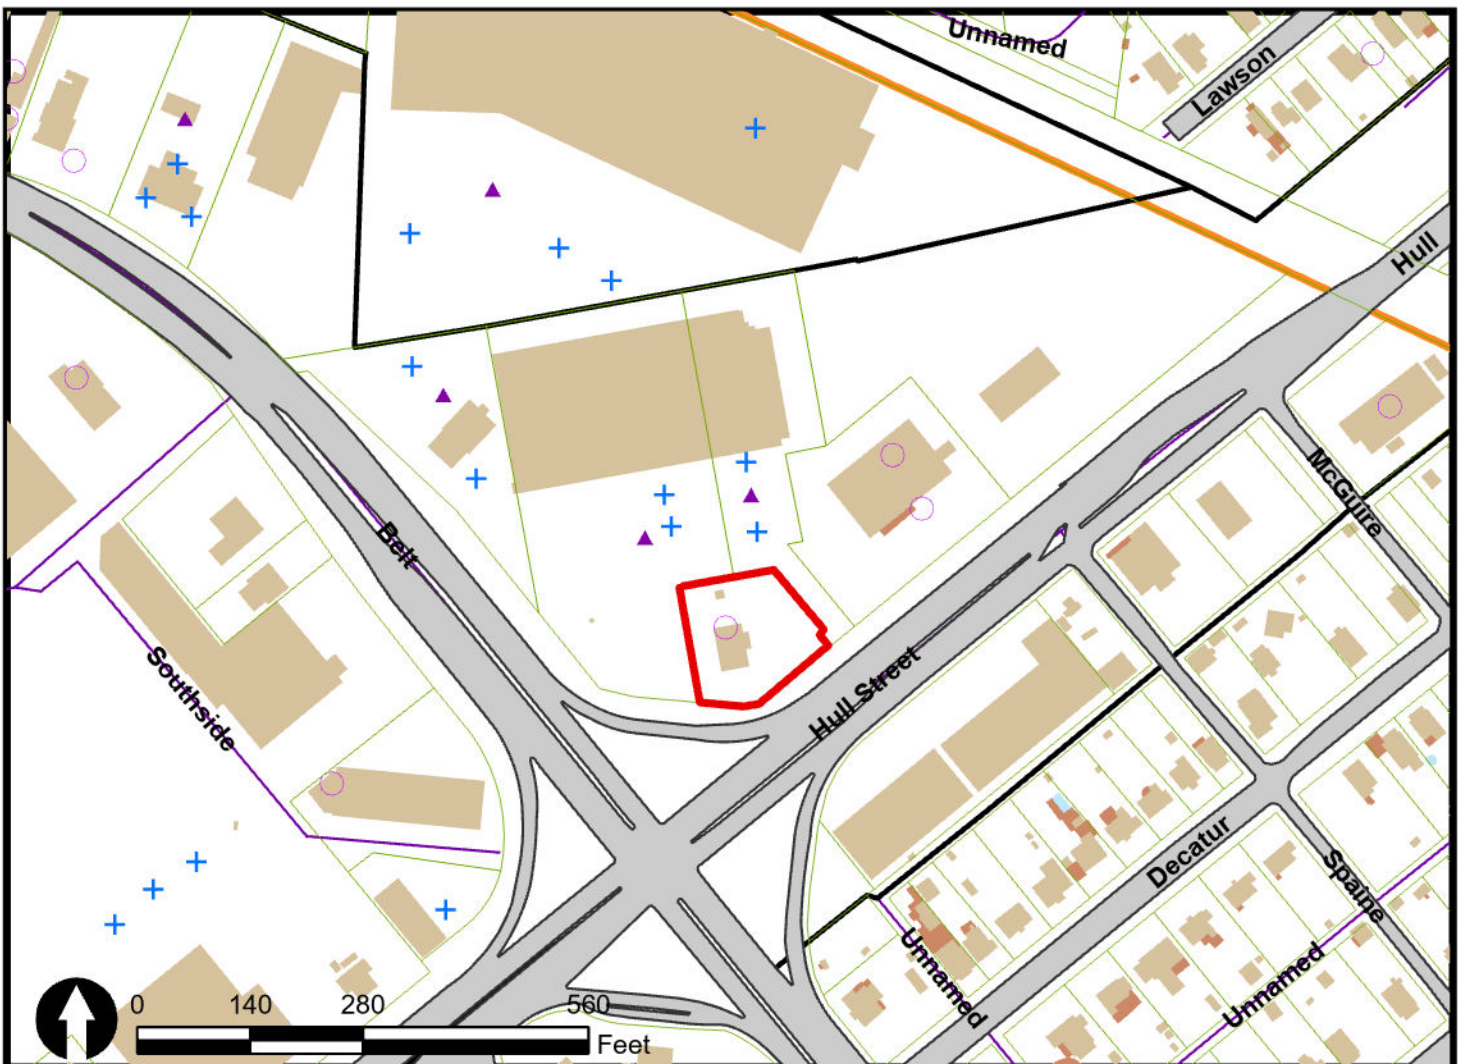 Unnamed
Lawson
Hull
McGuire
Belt
Southside
Hull Street
Decatur
Spaine
Unnamed
Unnamed
0 140 280 560
Feet